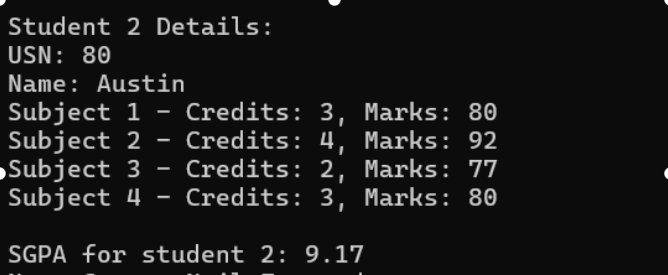 Student 2 Details:
USN: 80
Name: Austin
Subject 1 - Credits: 3, Marks: 80
Subject 2 - Credits: 4, Marks: 92
Subject 3 - Credits: 2, Marks: 77
Subject 4 - Credits: 3, Marks: 80
SGPA for student 2: 9.17